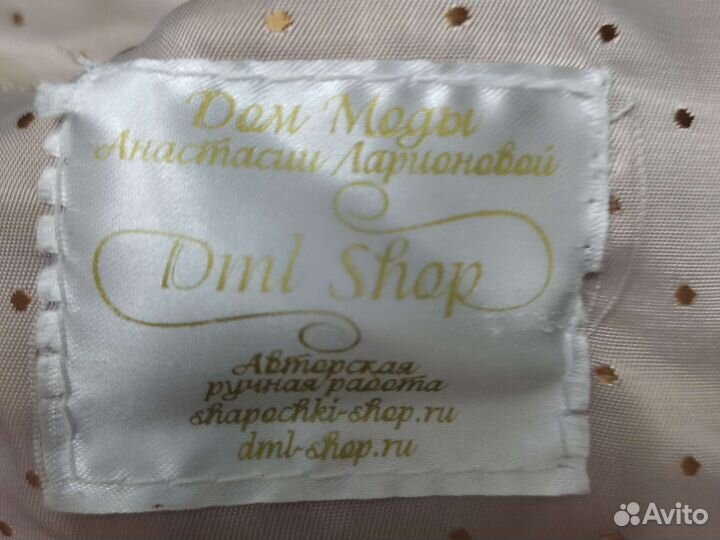 Дом Моды
Анастасии Ларионовой
Dml Shop
Авторская
ручная работа
shapochki-shop.ru
dml-shop.ru
Avito